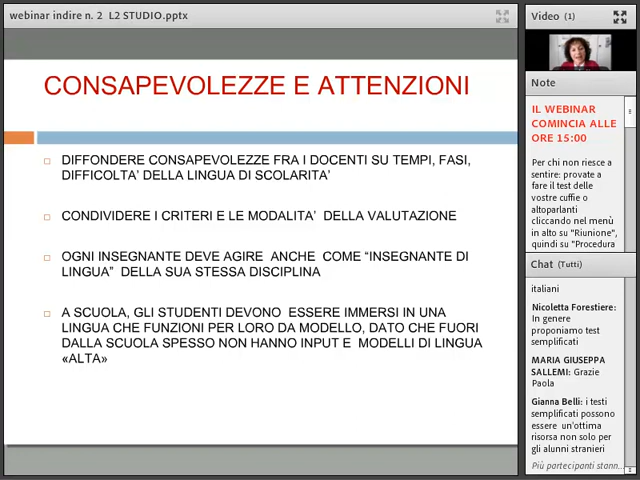 webinar indire n. 2 L2 STUDIO.pptx
CONSAPEVOLEZZE E ATTENZIONI
DIFFONDERE CONSAPEVOLEZZE FRA I DOCENTI SU TEMPI, FASI,
DIFFICOLTA’ DELLA LINGUA DI SCOLARITA’
CONDIVIDERE I CRITERI E LE MODALITA’ DELLA VALUTAZIONE
OGNI INSEGNANTE DEVE AGIRE ANCHE COME “INSEGNANTE DI
LINGUA” DELLA SUA STESSA DISCIPLINA
A SCUOLA, GLI STUDENTI DEVONO ESSERE IMMERSI IN UNA
LINGUA CHE FUNZIONI PER LORO DA MODELLO, DATO CHE FUORI
DALLA SCUOLA SPESSO NON HANNO INPUT E MODELLI DI LINGUA
«ALTA»
Video (1)
Note
IL WEBINAR
COMINCIA ALLE
ORE 15:00
Per chi non riesce a
sentire: provate a
fare il test delle
vostre cuffie o
altoparlanti
cliccando nel menù
in alto su "Riunione",
quindi su "Procedura
Chat (Tutti)
italiani
Nicoletta Forestiere:
In genere
proponiamo test
semplificati
MARIA GIUSEPPA
SALLEMI: Grazie
Paola
Gianna Belli: i testi
semplificati possono
essere un'ottima
risorsa non solo per
gli alunni stranieri
Più partecipanti stann...